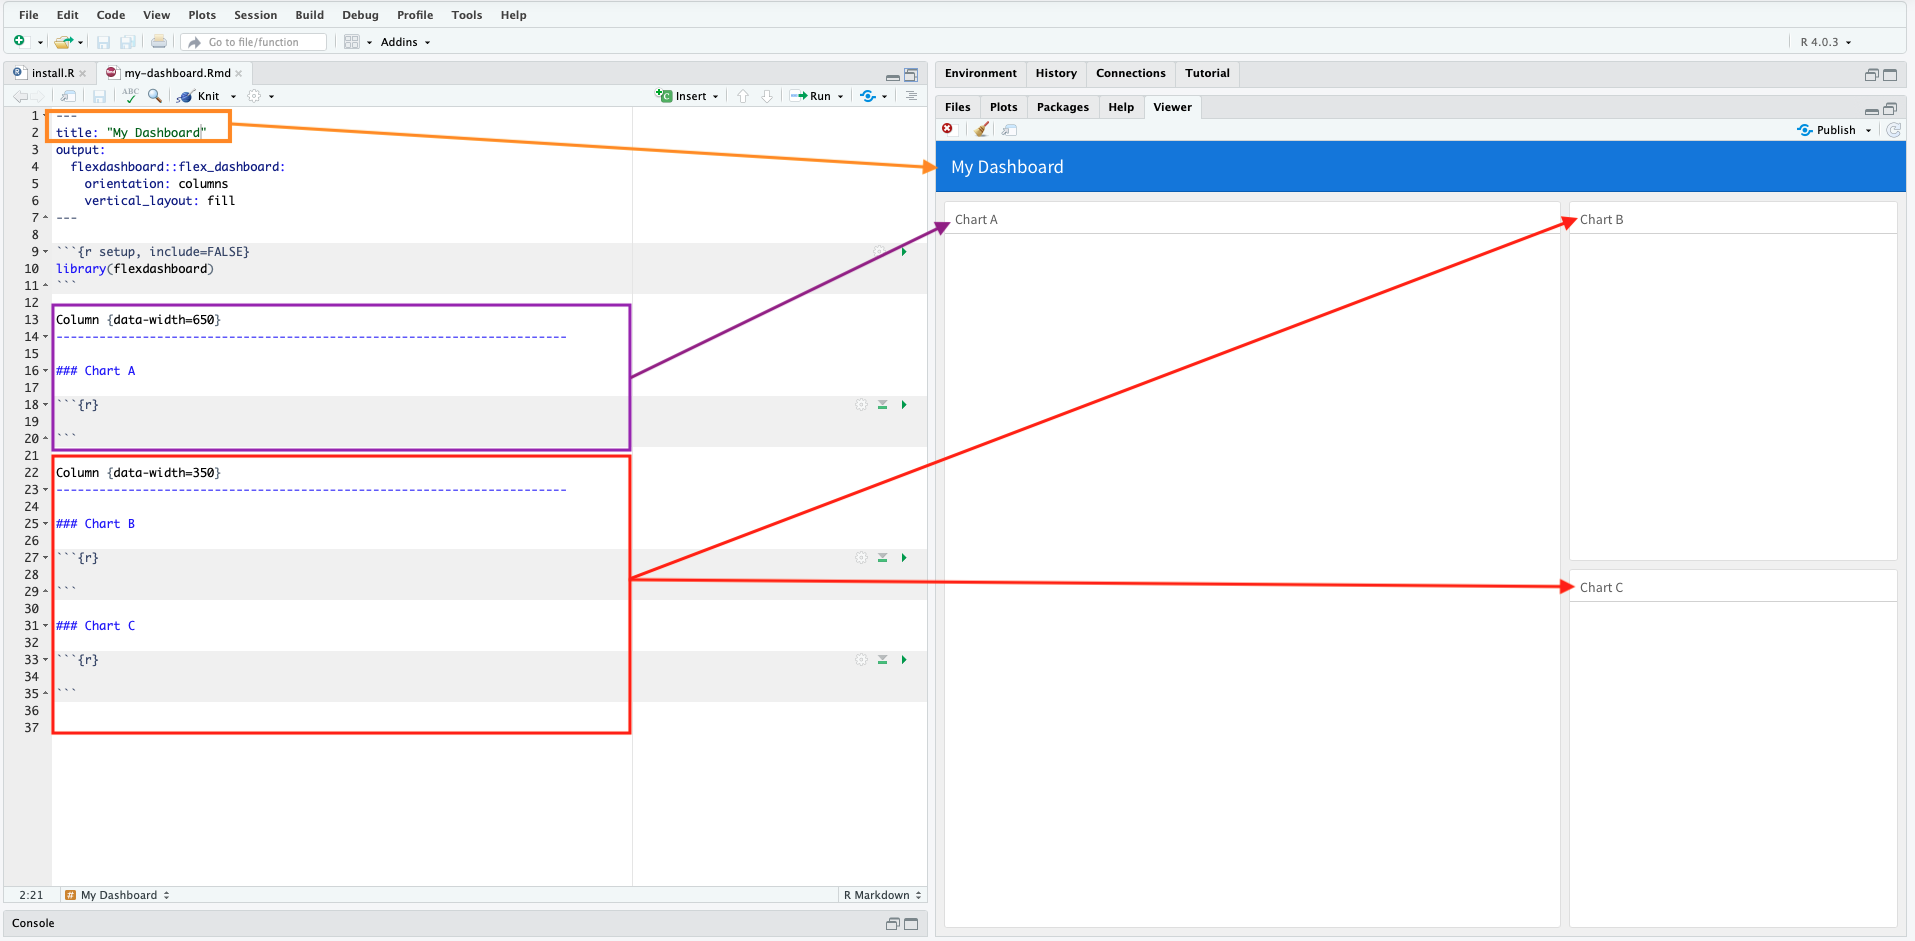 File Edit Code View Plots Session Build Debug Profile Tools Help
Go to file/function Addins R 4.0.3
install.R my-dashboard.Rmd
ABC Knit Insert Run
1 ---
2 title: "My Dashboard"
3 output:
4 flexdashboard::flex_dashboard:
5 orientation: columns
6 vertical_layout: fill
7 ---
8
9 ```{r setup, include=FALSE}
10 library(flexdashboard)
11 ```
12
13 Column {data-width=650}
14 -----------------------------------------------------------------------
15
16 ### Chart A
17
18 ```{r}
19
20 ```
21
22 Column {data-width=350}
23 -----------------------------------------------------------------------
24
25 ### Chart B
26
27 ```{r}
28
29 ```
30
31 ### Chart C
32
33 ```{r}
34
35 ```
36
37
2:21 # My Dashboard R Markdown
Console
Environment History Connections Tutorial
Files Plots Packages Help Viewer
Publish
My Dashboard
Chart A
Chart B
Chart C